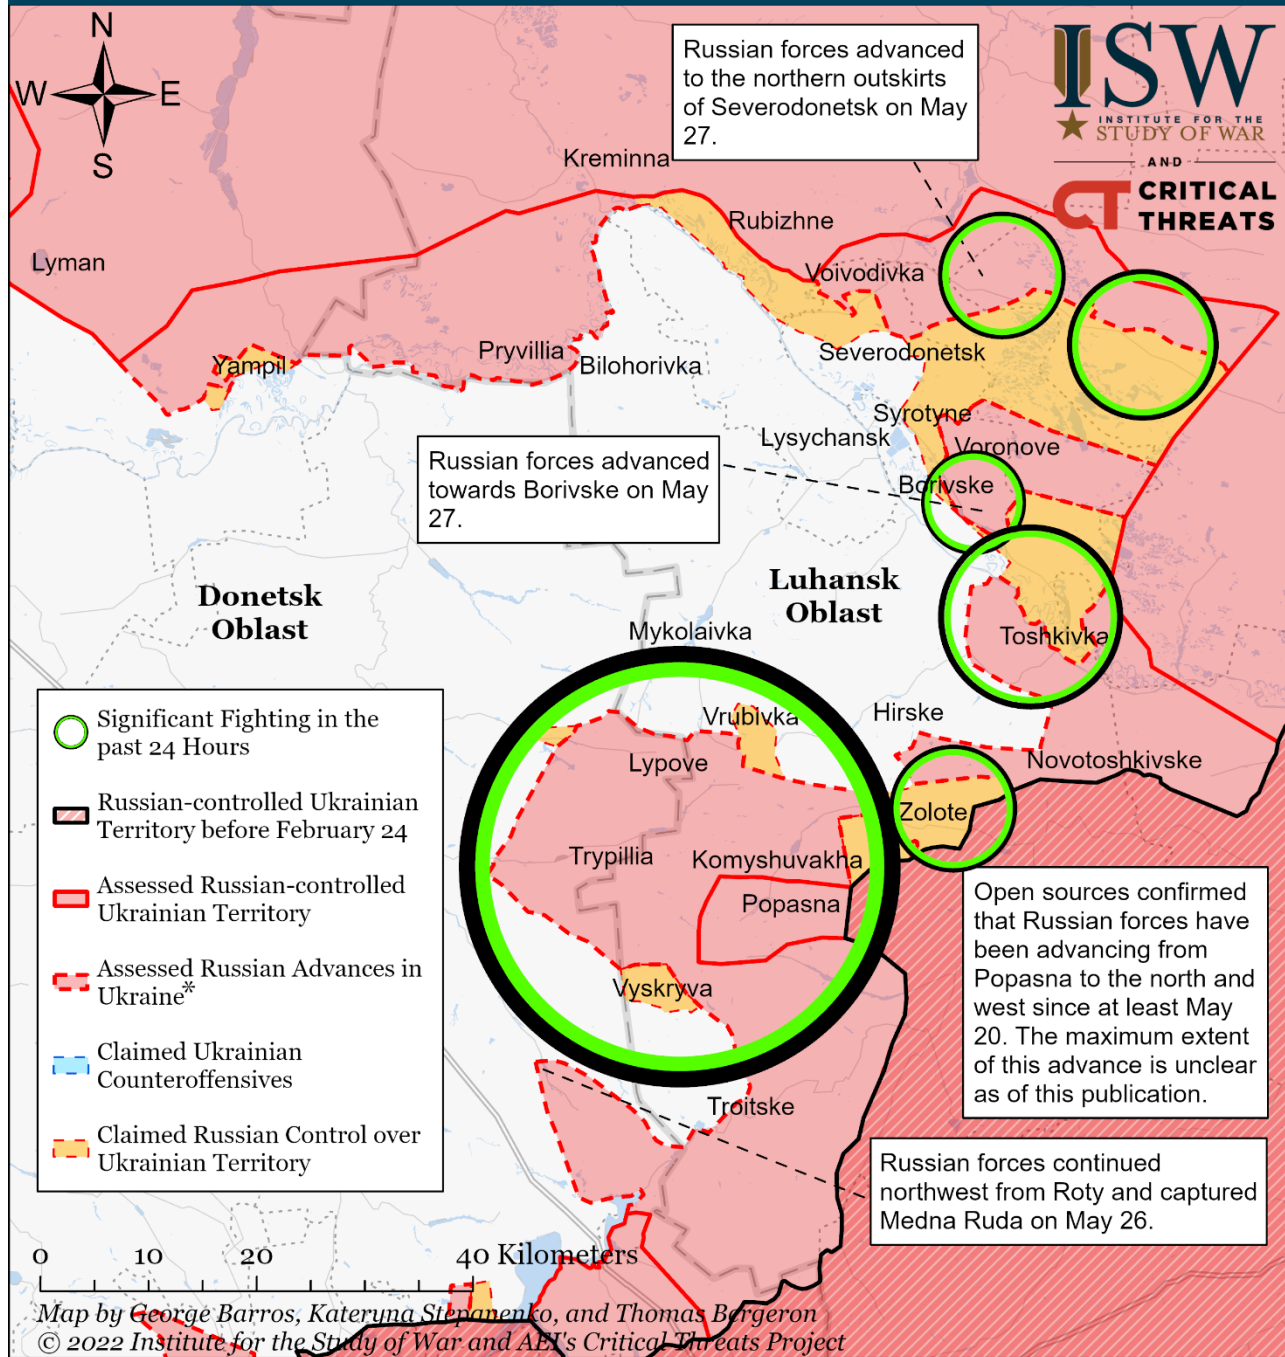 N
W
E
S
Russian forces advanced
to the northern outskirts
of Severodonetsk on May
27.
ISW
INSTITUTE FOR THE
STUDY OF WAR
AND
CT CRITICAL
THREATS
Kreminna
Rubizhne
Lyman
Voivodivka
Yampil
Pryvillia
Bilohorivka
Severodonetsk
Syrotyne
Lysychansk
Voronove
Russian forces advanced
towards Borivske on May
27.
Borivske
Donetsk
Oblast
Luhansk
Oblast
Mykolaivka
Toshkivka
Significant Fighting in the
past 24 Hours
Russian-controlled Ukrainian
Territory before February 24
Assessed Russian-controlled
Ukrainian Territory
Assessed Russian Advances in
Ukraine*
Claimed Ukrainian
Counteroffensives
Claimed Russian Control over
Ukrainian Territory
Vrubivka
Hirske
Lypove
Novotoshkivske
Zolote
Trypillia
Komyshuvakha
Popasna
Vyskryva
Troitske
Open sources confirmed
that Russian forces have
been advancing from
Popasna to the north and
west since at least May
20. The maximum extent
of this advance is unclear
as of this publication.
Russian forces continued
northwest from Roty and captured
Medna Ruda on May 26.
0 10 20 40 Kilometers
Map by George Barros, Kateryna Stepanenko, and Thomas Bergeron
© 2022 Institute for the Study of War and AEI's Critical Threats Project